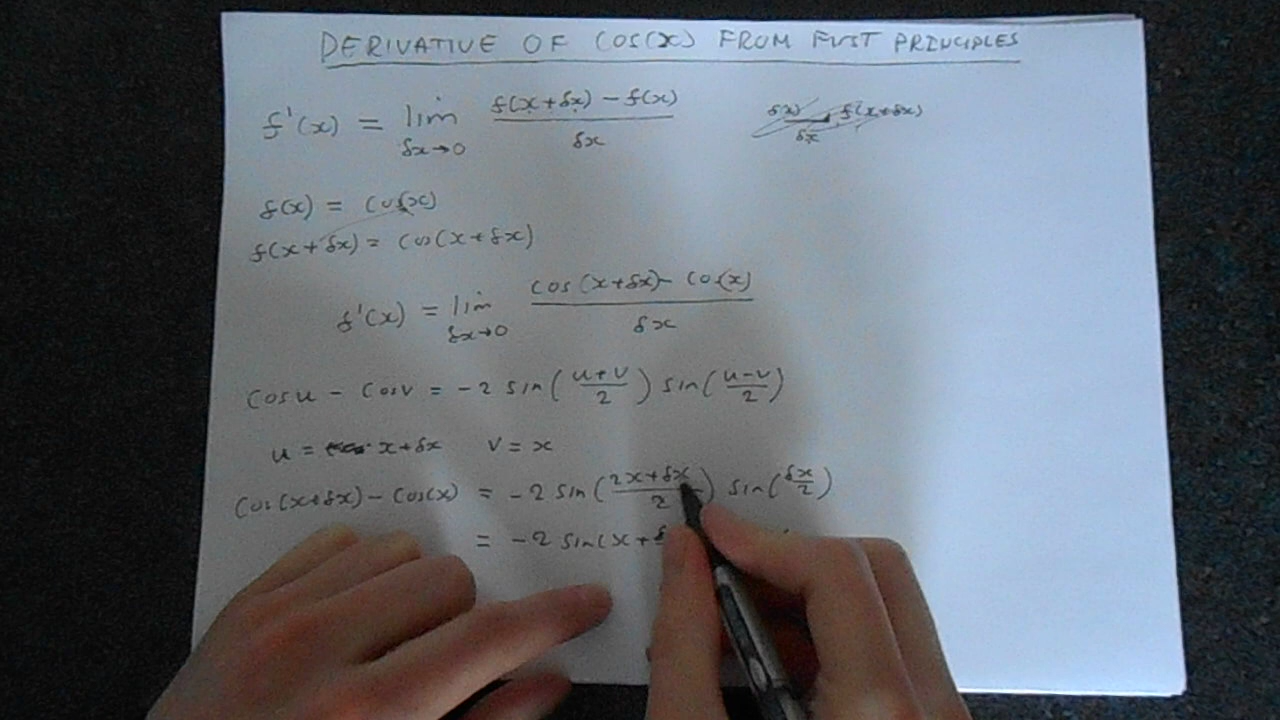 DERIVATIVE OF COS(x) FROM FIRST PRINCIPLES
f'(x) = lim δx→0 f(x+δx) - f(x) / δx
δ(x) f(x+δx)
δx
f(x) = cos(x)
f(x+δx) = cos(x+δx)
f'(x) = lim δx→0 cos(x+δx) - cos(x) / δx
cos u - cos v = -2 sin(u+v / 2) sin(u-v / 2)
u = x+δx v = x
cos(x+δx) - cos(x) = -2 sin(2x+δx / 2) sin(δx / 2)
= -2 sin(x+δ